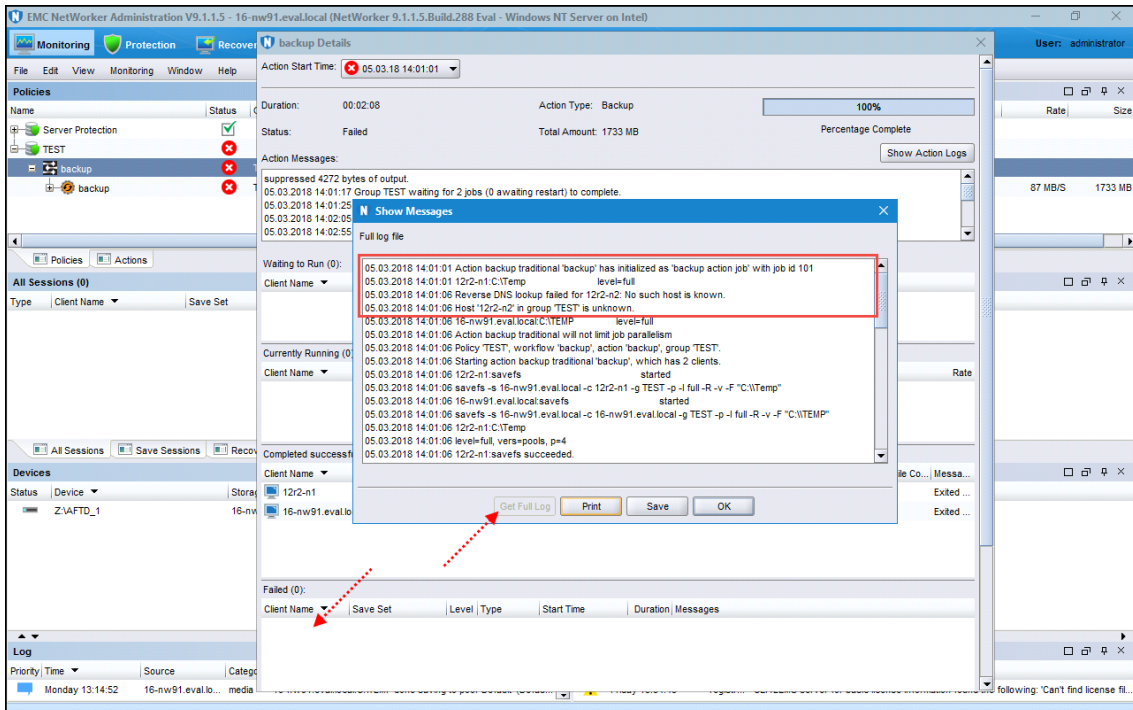 EMC NetWorker Administration V9.1.1.5 - 16-nw91.eval.local (NetWorker 9.1.1.5.Build.288 Eval - Windows NT Server on Intel)
Monitoring Protection Recover
User: administrator
File Edit View Monitoring Window Help
Policies
Name Status
Server Protection
TEST
backup
backup
Rate Size
87 MB/S 1733 MB
Policies Actions
All Sessions (0)
Type Client Name Save Set
Rate
All Sessions Save Sessions Recov
Devices
Status Device Storag
Z:\AFTD_1 16-nw
Log
Priority Time Source Catego
Monday 13:14:52 16-nw91.eval.lo... media
following: 'Can't find license fil...
backup Details
Action Start Time: 05.03.18 14:01:01
Duration: 00:02:08 Action Type: Backup 100%
Status: Failed Total Amount: 1733 MB Percentage Complete
Show Action Logs
Action Messages:
suppressed 4272 bytes of output.
05.03.2018 14:01:17 Group TEST waiting for 2 jobs (0 awaiting restart) to complete.
05.03.2018 14:01:25
05.03.2018 14:02:05
05.03.2018 14:02:55
Waiting to Run (0):
Client Name
Currently Running (0)
Client Name
Completed successf
Client Name ile Co... Messa...
12r2-n1 Exited ...
16-nw91.eval.lo Exited ...
Failed (0):
Client Name Save Set Level Type Start Time Duration Messages
Show Messages
Full log file
05.03.2018 14:01:01 Action backup traditional 'backup' has initialized as 'backup action job' with job id 101
05.03.2018 14:01:01 12r2-n1:C:\Temp level=full
05.03.2018 14:01:06 Reverse DNS lookup failed for 12r2-n2: No such host is known.
05.03.2018 14:01:06 Host '12r2-n2' in group 'TEST' is unknown.
05.03.2018 14:01:06 16-nw91.eval.local:C:\TEMP level=full
05.03.2018 14:01:06 Action backup traditional will not limit job parallelism
05.03.2018 14:01:06 Policy 'TEST', workflow 'backup', action 'backup', group 'TEST'.
05.03.2018 14:01:06 Starting action backup traditional 'backup', which has 2 clients.
05.03.2018 14:01:06 12r2-n1:savefs started
05.03.2018 14:01:06 savefs -s 16-nw91.eval.local -c 12r2-n1 -g TEST -p -l full -R -v -F "C:\\Temp"
05.03.2018 14:01:06 16-nw91.eval.local:savefs started
05.03.2018 14:01:06 savefs -s 16-nw91.eval.local -c 16-nw91.eval.local -g TEST -p -l full -R -v -F "C:\\TEMP"
05.03.2018 14:01:06 12r2-n1:C:\Temp
05.03.2018 14:01:06 level=full, vers=pools, p=4
05.03.2018 14:01:06 12r2-n1:savefs succeeded.
Get Full Log Print Save OK